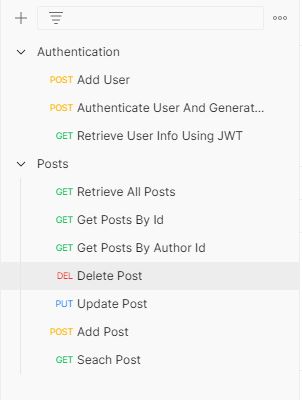 Authentication
POST Add User
POST Authenticate User And Generat...
GET Retrieve User Info Using JWT
Posts
GET Retrieve All Posts
GET Get Posts By Id
GET Get Posts By Author Id
DEL Delete Post
PUT Update Post
POST Add Post
GET Seach Post